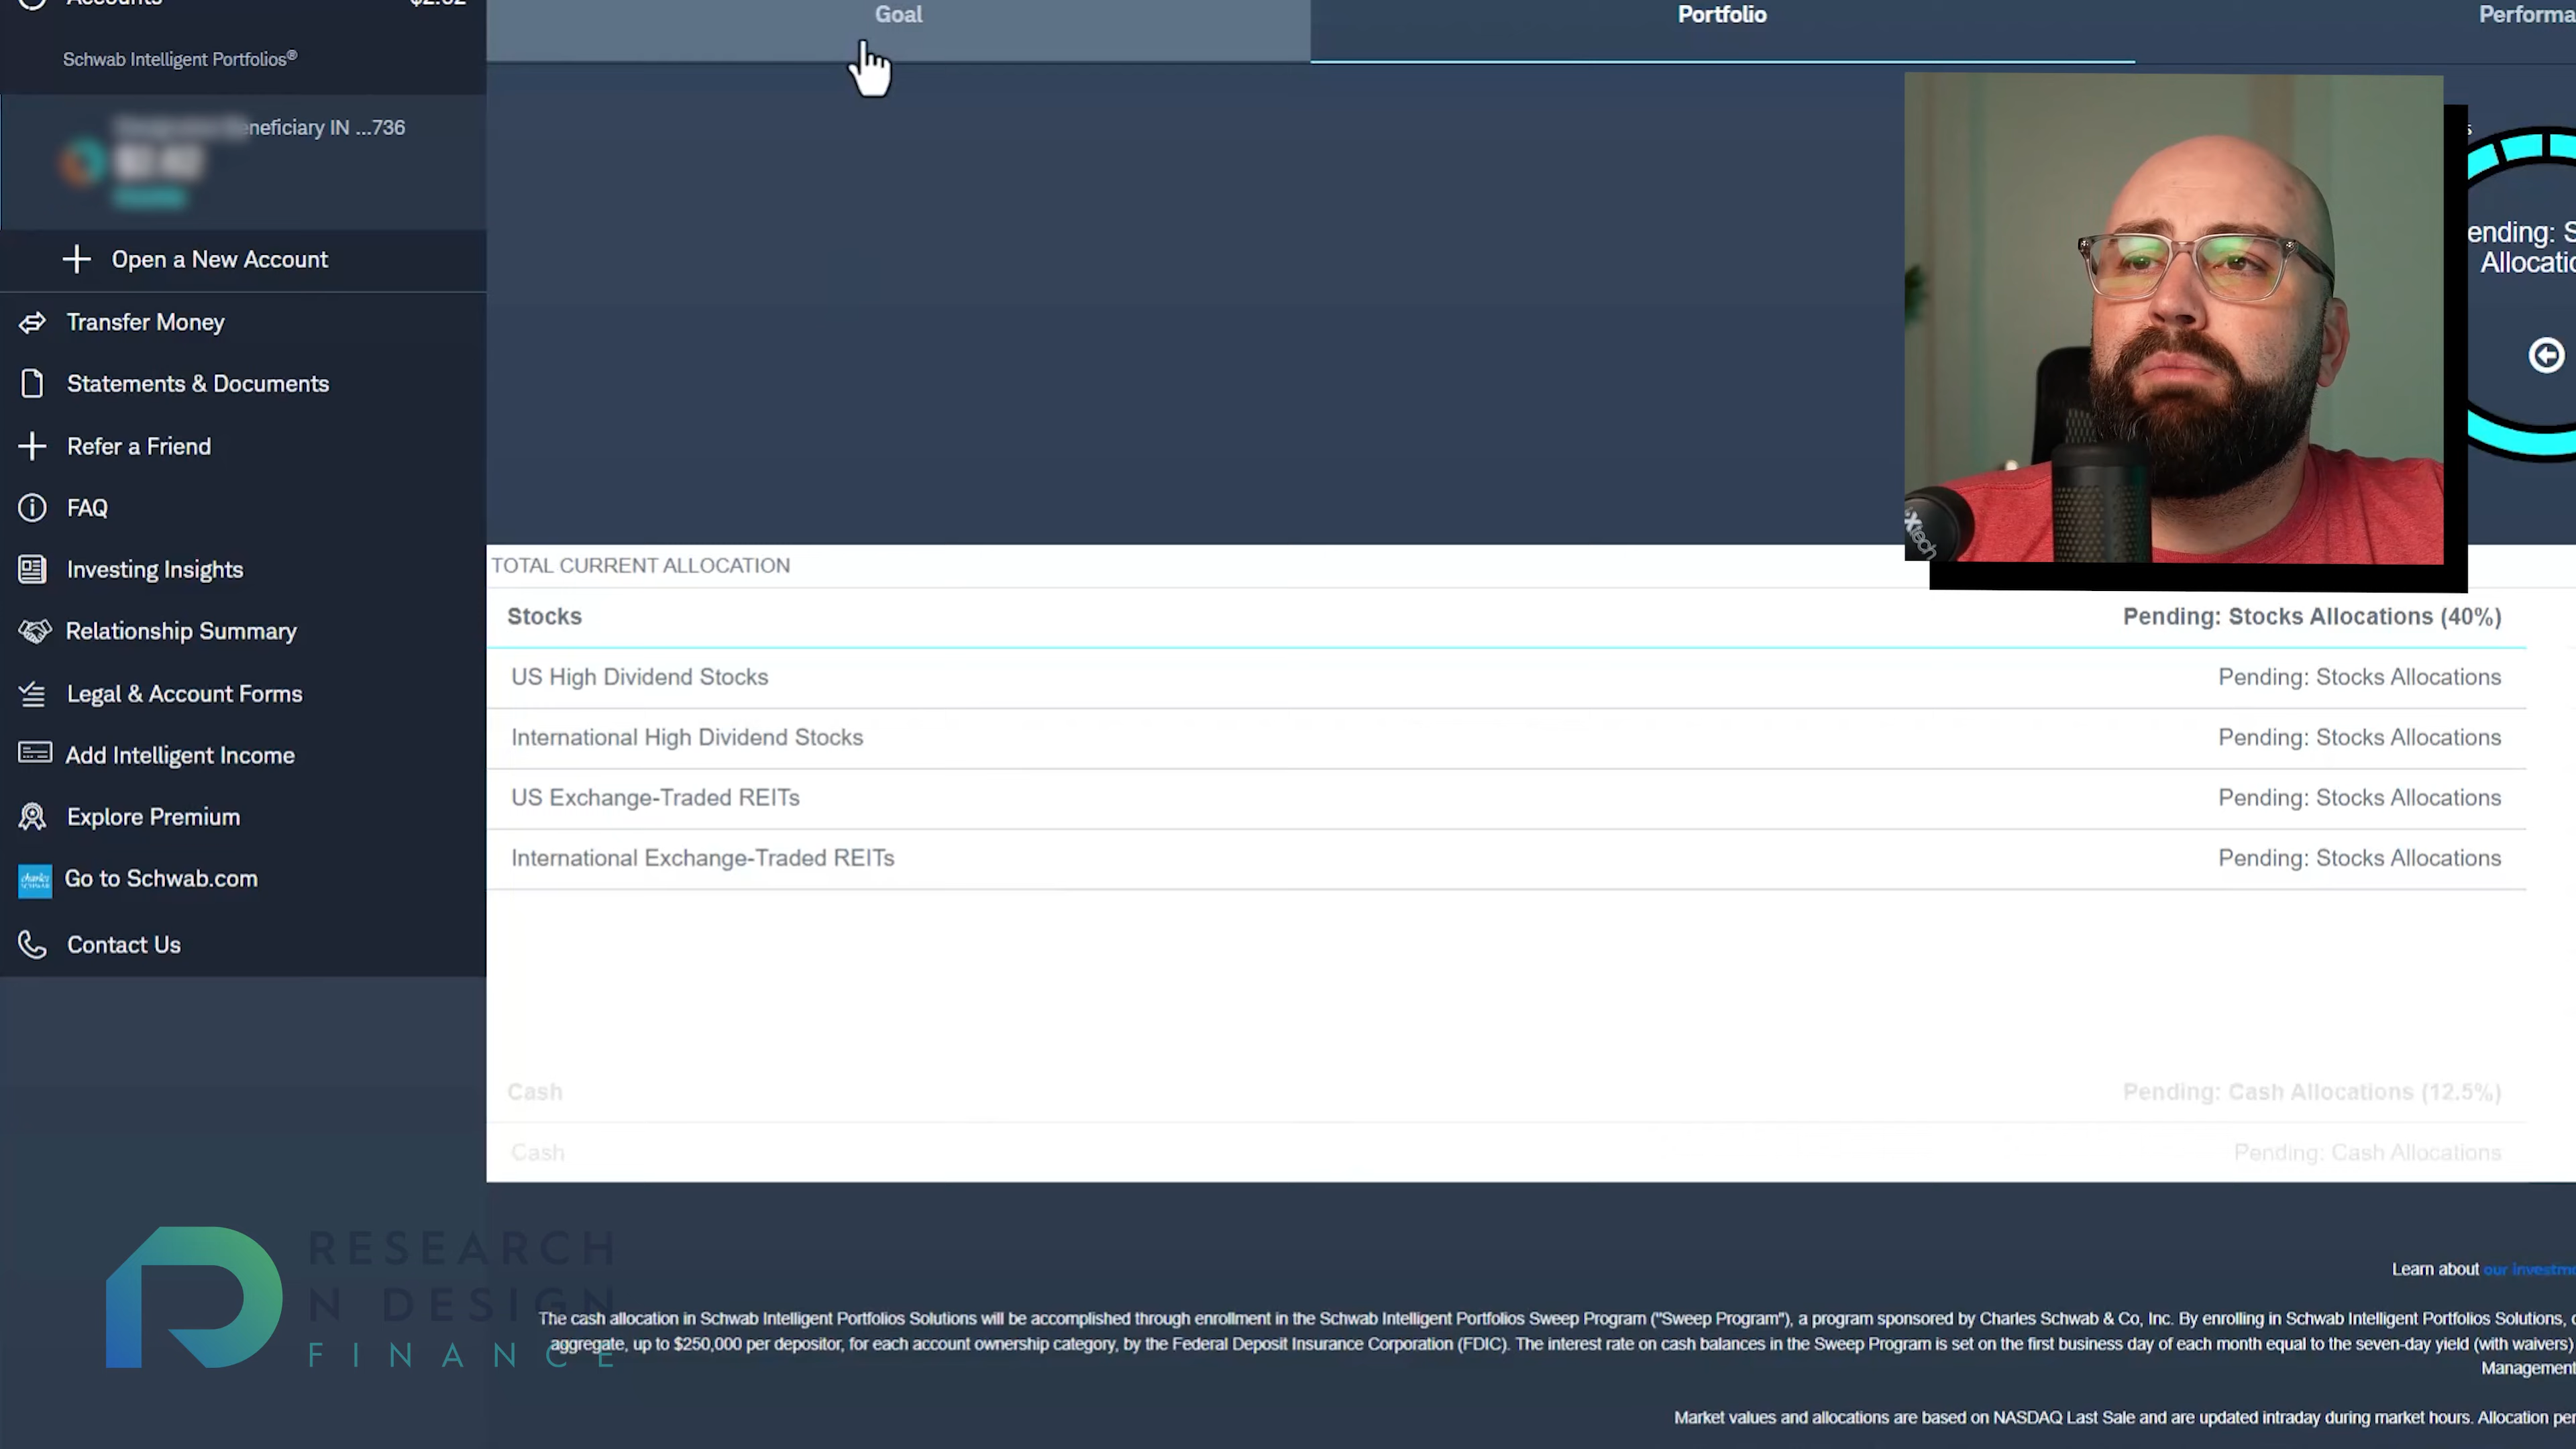 Accounts
Goal
Portfolio
Performa
Schwab Intelligent Portfolios®
eneficiary IN ...736
Open a New Account
Transfer Money
Statements & Documents
Refer a Friend
FAQ
Investing Insights
Relationship Summary
Legal & Account Forms
Add Intelligent Income
Explore Premium
charles SCHWAB
Go to Schwab.com
Contact Us
s
ending: S
Allocatio
TOTAL CURRENT ALLOCATION
Stocks Pending: Stocks Allocations (40%)
US High Dividend Stocks Pending: Stocks Allocations
International High Dividend Stocks Pending: Stocks Allocations
US Exchange-Traded REITs Pending: Stocks Allocations
International Exchange-Traded REITs Pending: Stocks Allocations
Cash Pending: Cash Allocations (12.5%)
Cash Pending: Cash Allocations
RESEARCH
N DESIGN
FINANCE
Learn about our investme
The cash allocation in Schwab Intelligent Portfolios Solutions will be accomplished through enrollment in the Schwab Intelligent Portfolios Sweep Program ("Sweep Program"), a program sponsored by Charles Schwab & Co, Inc. By enrolling in Schwab Intelligent Portfolios Solutions, c
aggregate, up to $250,000 per depositor, for each account ownership category, by the Federal Deposit Insurance Corporation (FDIC). The interest rate on cash balances in the Sweep Program is set on the first business day of each month equal to the seven-day yield (with waivers)
Management
Market values and allocations are based on NASDAQ Last Sale and are updated intraday during market hours. Allocation per